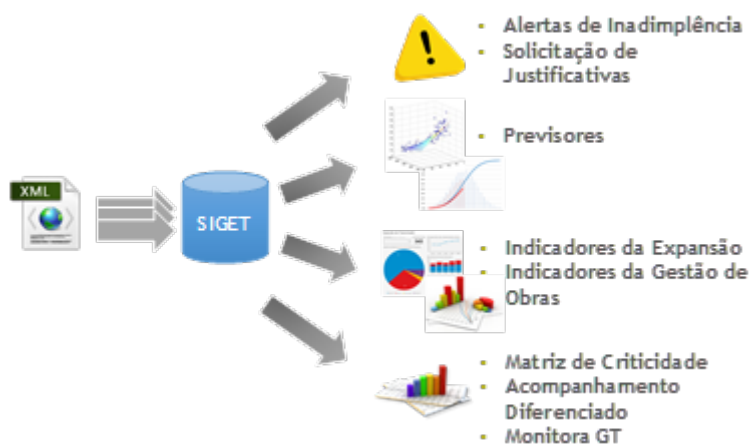 Alertas de Inadimplência
Solicitação de
Justificativas
Previsores
XML
SIGET
Indicadores da Expansão
Indicadores da Gestão de
Obras
Matriz de Criticidade
Acompanhamento
Diferenciado
Monitora GT